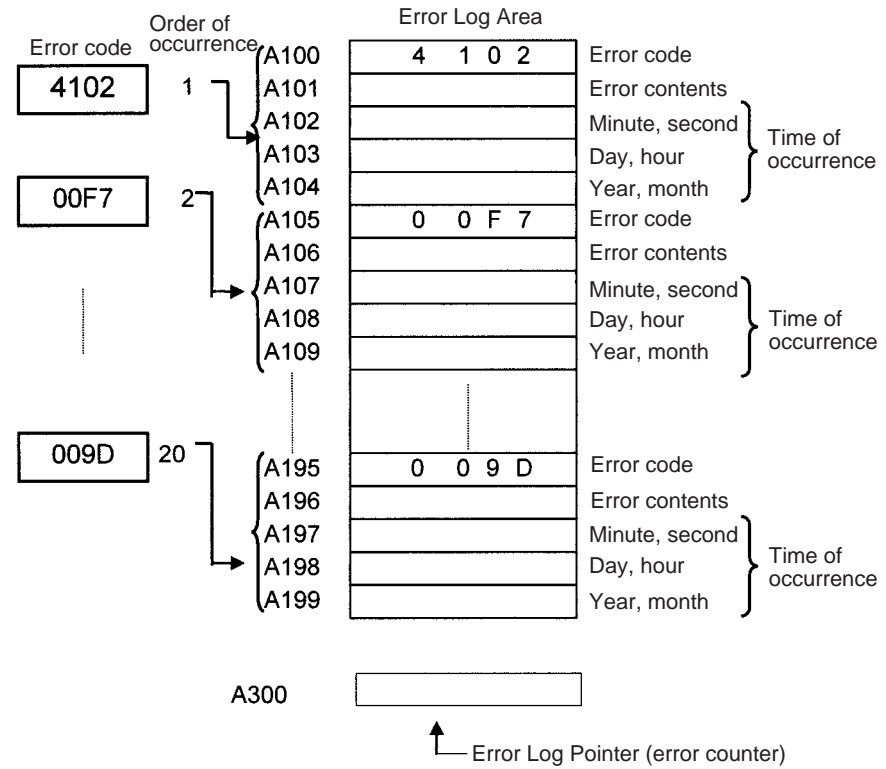 Error Log Area
Order of
occurrence
Error code
A100 4 1 0 2 Error code
4102 1 A101 Error contents
A102 Minute, second
A103 Day, hour
Time of
occurrence
A104 Year, month
00F7 2 A105 0 0 F 7 Error code
A106 Error contents
A107 Minute, second
A108 Day, hour
Time of
occurrence
A109 Year, month
009D 20 A195 0 0 9 D Error code
A196 Error contents
A197 Minute, second
A198 Day, hour
Time of
occurrence
A199 Year, month
A300
Error Log Pointer (error counter)